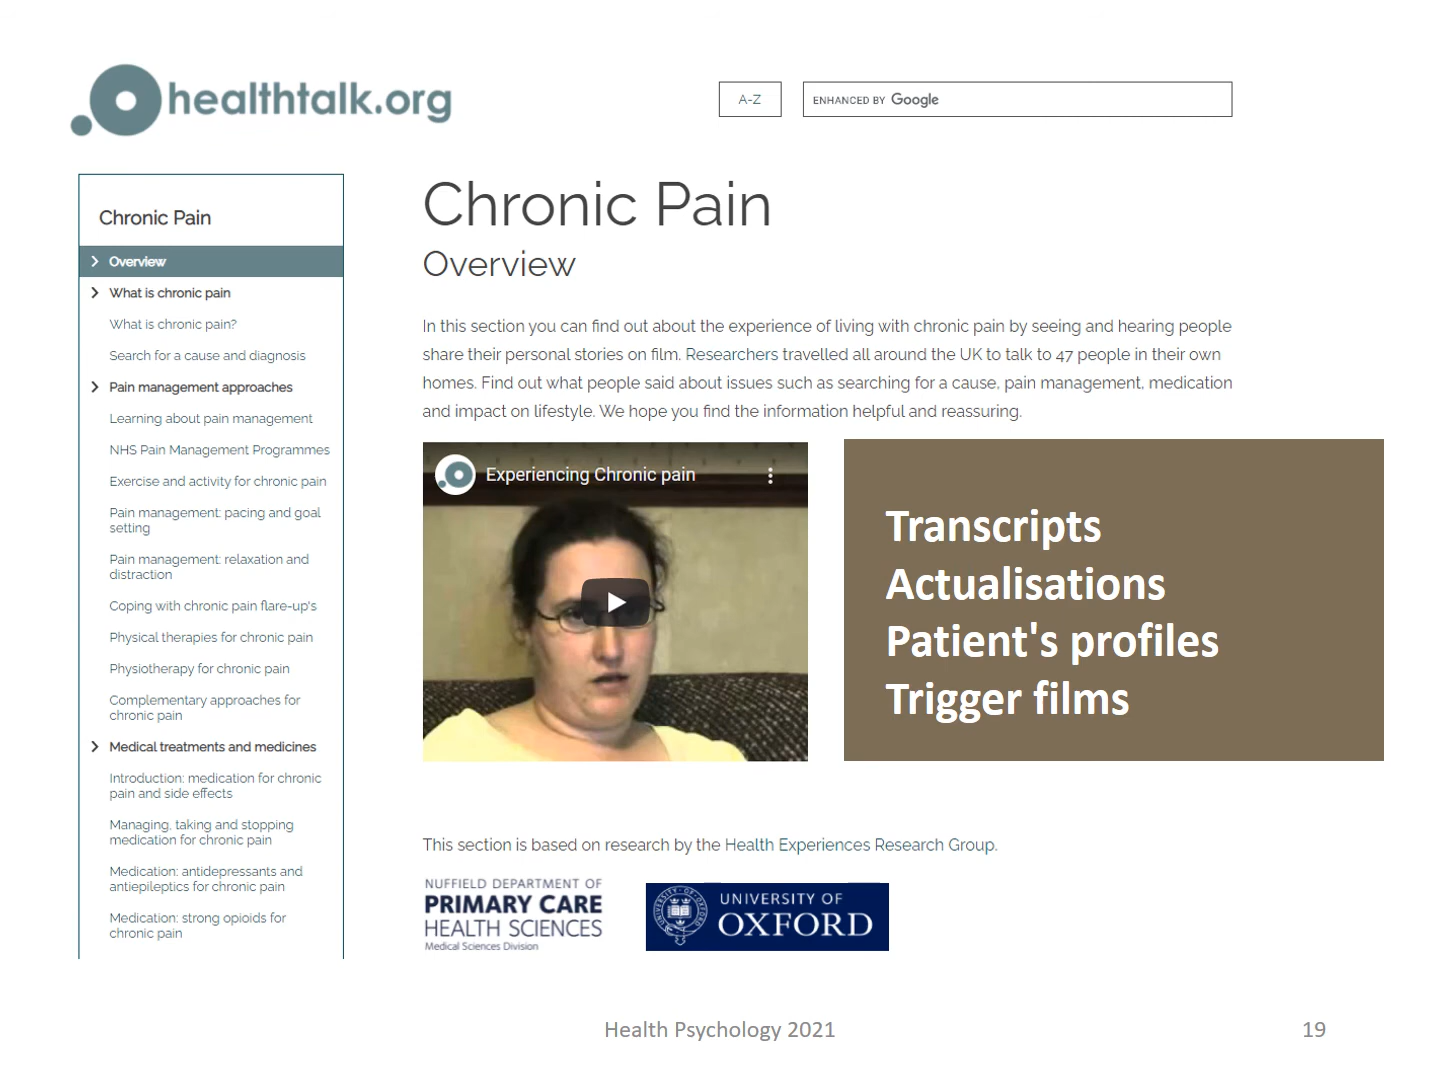 healthtalk.org
A-Z
ENHANCED BY Google
Chronic Pain
Overview
What is chronic pain
What is chronic pain?
Search for a cause and diagnosis
Pain management approaches
Learning about pain management
NHS Pain Management Programmes
Exercise and activity for chronic pain
Pain management: pacing and goal
setting
Pain management: relaxation and
distraction
Coping with chronic pain flare-up's
Physical therapies for chronic pain
Physiotherapy for chronic pain
Complementary approaches for
chronic pain
Medical treatments and medicines
Introduction: medication for chronic
pain and side effects
Managing, taking and stopping
medication for chronic pain
Medication: antidepressants and
antiepileptics for chronic pain
Medication: strong opioids for
chronic pain
Chronic Pain
Overview
In this section you can find out about the experience of living with chronic pain by seeing and hearing people
share their personal stories on film. Researchers travelled all around the UK to talk to 47 people in their own
homes. Find out what people said about issues such as searching for a cause, pain management, medication
and impact on lifestyle. We hope you find the information helpful and reassuring.
Experiencing Chronic pain
Transcripts
Actualisations
Patient's profiles
Trigger films
This section is based on research by the Health Experiences Research Group.
NUFFIELD DEPARTMENT OF
PRIMARY CARE
HEALTH SCIENCES
Medical Sciences Division
UNIVERSITY OF
OXFORD
Health Psychology 2021
19